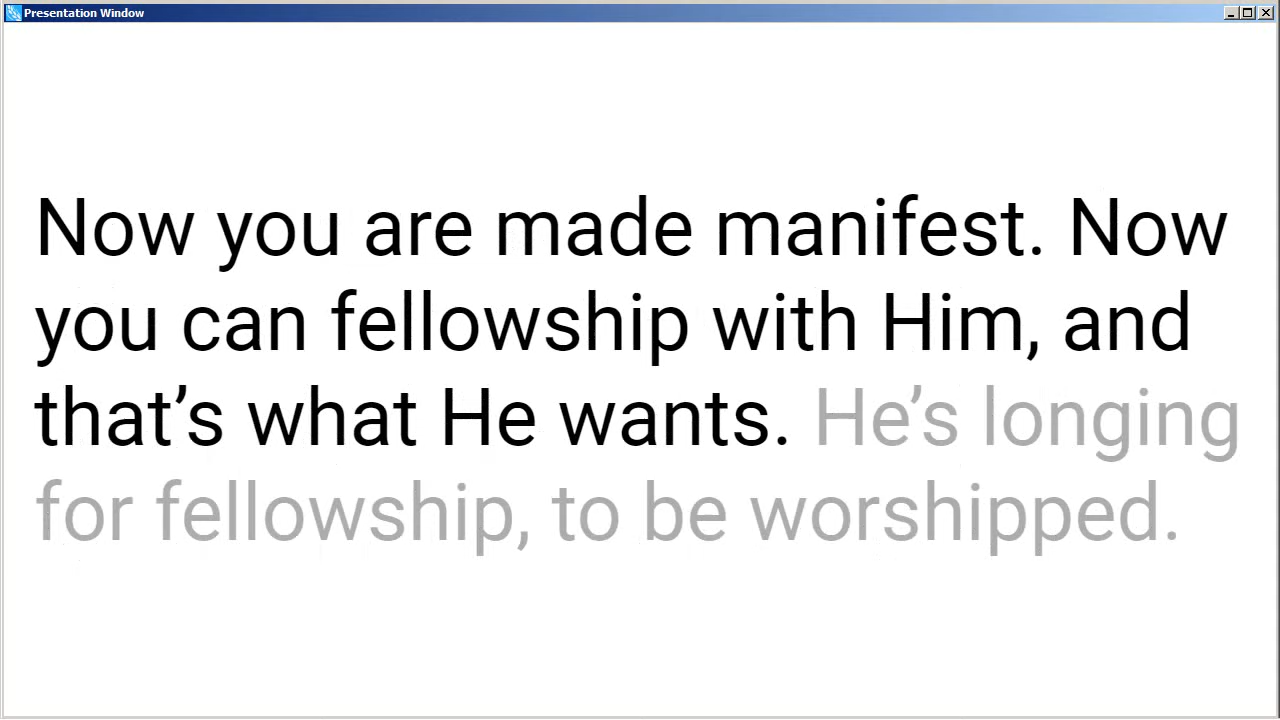 Presentation Window
Now you are made manifest. Now
you can fellowship with Him, and
that’s what He wants. He’s longing
for fellowship, to be worshipped.